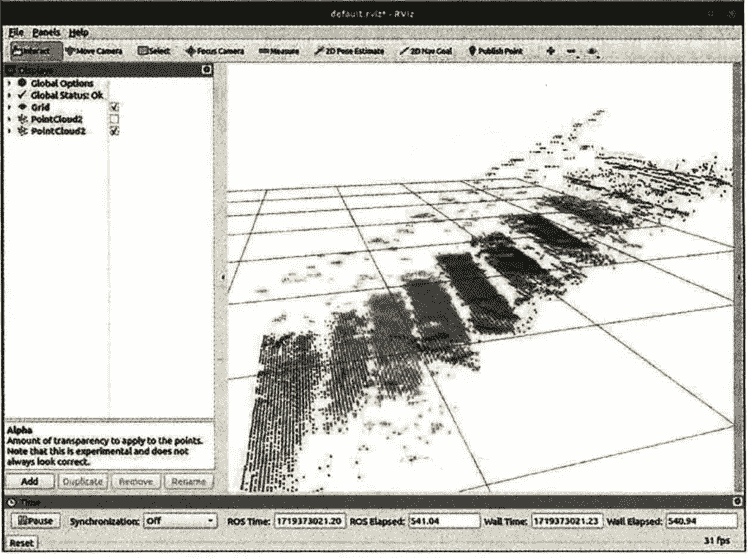 default.rviz* - RViz
File Panels Help
Interact Move Camera Select Focus Camera Measure 2D Pose Estimate 2D Nav Goal Publish Point
Displays
Global Options
Global Status: Ok
Grid
PointCloud2
PointCloud2
Alpha
Amount of transparency to apply to the points.
Note that this is experimental and does not
always look correct.
Add Duplicate Remove Rename
Time
Pause Synchronization: Off ROS Time: 1719373021.20 ROS Elapsed: 541.04 Wall Time: 1719373021.23 Wall Elapsed: 540.94
Reset 31 fps